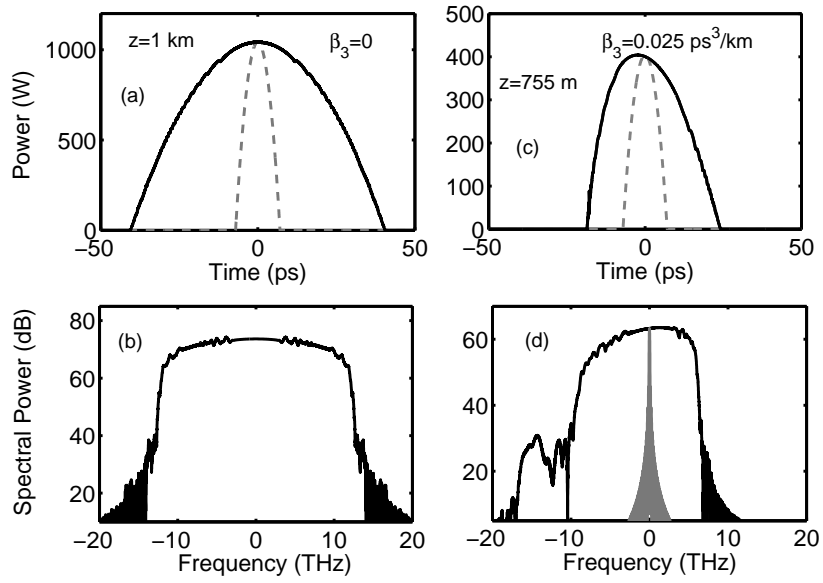 z=1 km
β3=0
(a)
Power (W)
1000
500
0
−50
0
50
Time (ps)
500
400
300
200
100
0
β3=0.025 ps3/km
z=755 m
(c)
−50
0
50
Time (ps)
(b)
Spectral Power (dB)
80
60
40
20
−20
−10
0
10
20
Frequency (THz)
(d)
60
40
20
−20
−10
0
10
20
Frequency (THz)